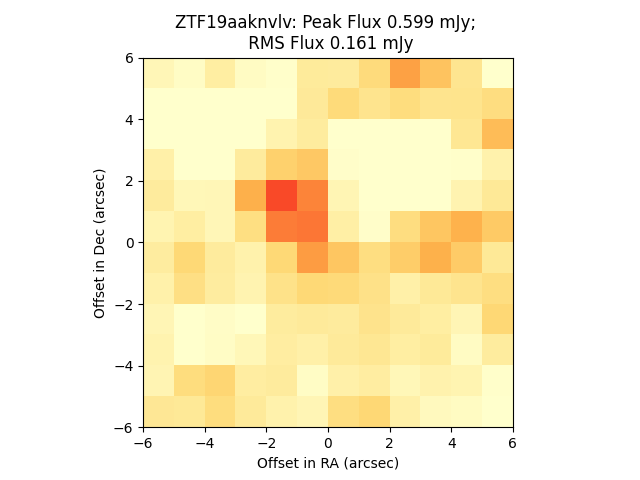 ZTF19aaknvlv: Peak Flux 0.599 mJy;
RMS Flux 0.161 mJy
6
4
2
0
−2
−4
−6
Offset in Dec (arcsec)
−6 −4 −2 0 2 4 6
Offset in RA (arcsec)